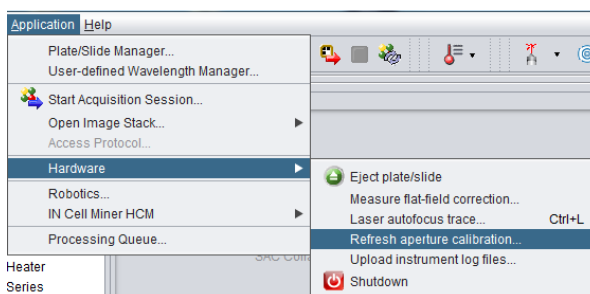 Application Help
Plate/Slide Manager...
User-defined Wavelength Manager...
Start Acquisition Session...
Open Image Stack...
Access Protocol...
Hardware
Eject plate/slide
Measure flat-field correction...
Laser autofocus trace... Ctrl+L
Refresh aperture calibration...
Upload instrument log files...
Shutdown
Robotics...
IN Cell Miner HCM
Processing Queue...
Heater
SAC
Series